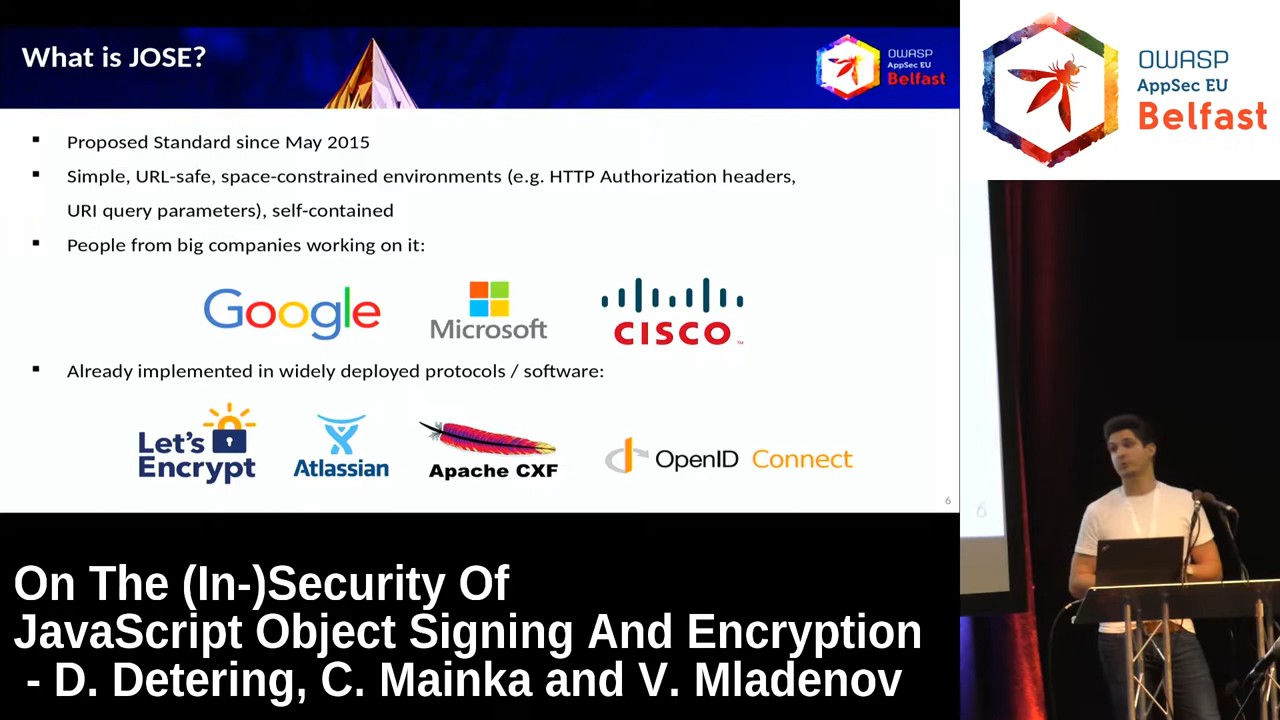 What is JOSE?
OWASP
AppSec EU
Belfast
Proposed Standard since May 2015
Simple, URL-safe, space-constrained environments (e.g. HTTP Authorization headers,
URI query parameters), self-contained
People from big companies working on it:
Google
Microsoft
CISCO
Already implemented in widely deployed protocols / software:
Let's
Encrypt
Atlassian
Apache CXF
OpenID Connect
6
OWASP
AppSec EU
Belfast
6
On The (In-)Security Of
JavaScript Object Signing And Encryption
- D. Detering, C. Mainka and V. Mladenov